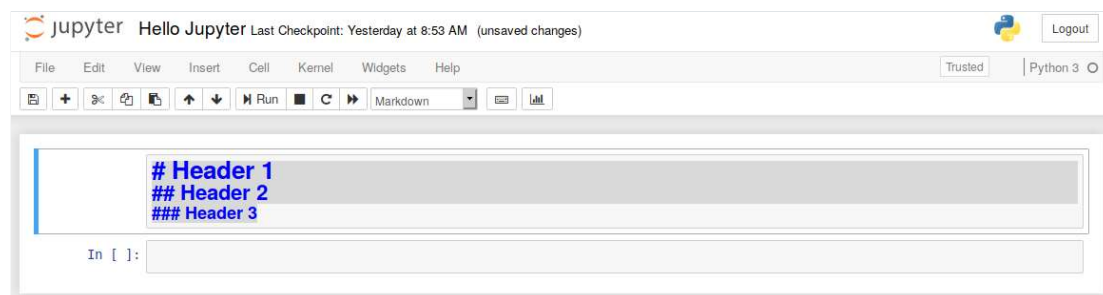 jupyter Hello Jupyter Last Checkpoint: Yesterday at 8:53 AM (unsaved changes) Logout
File Edit View Insert Cell Kernel Widgets Help Trusted Python 3
Run Markdown
# Header 1
## Header 2
### Header 3
In [ ]: